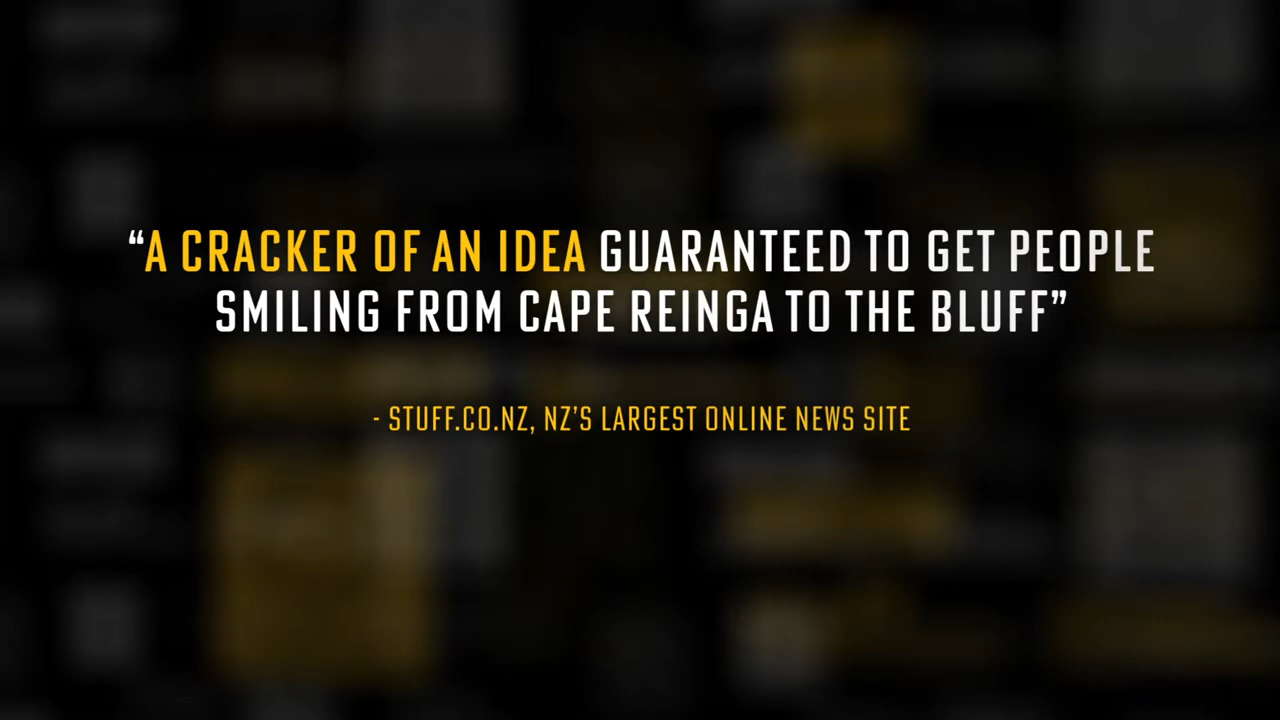 “A CRACKER OF AN IDEA GUARANTEED TO GET PEOPLE
SMILING FROM CAPE REINGA TO THE BLUFF”
- STUFF.CO.NZ, NZ’S LARGEST ONLINE NEWS SITE